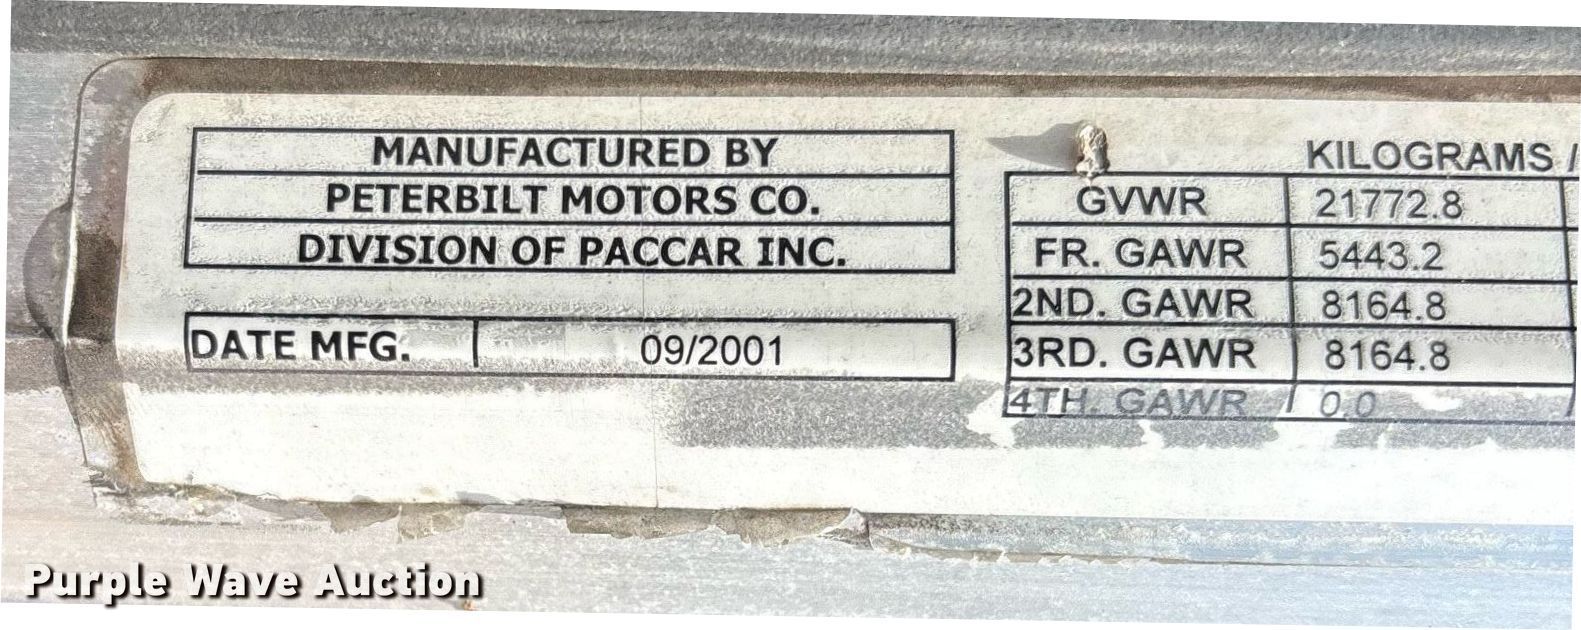 MANUFACTURED BY
PETERBILT MOTORS CO.
DIVISION OF PACCAR INC.
DATE MFG. 09/2001
KILOGRAMS /
GVWR 21772.8
FR. GAWR 5443.2
2ND. GAWR 8164.8
3RD. GAWR 8164.8
4TH. GAWR 0.0
Purple Wave Auction